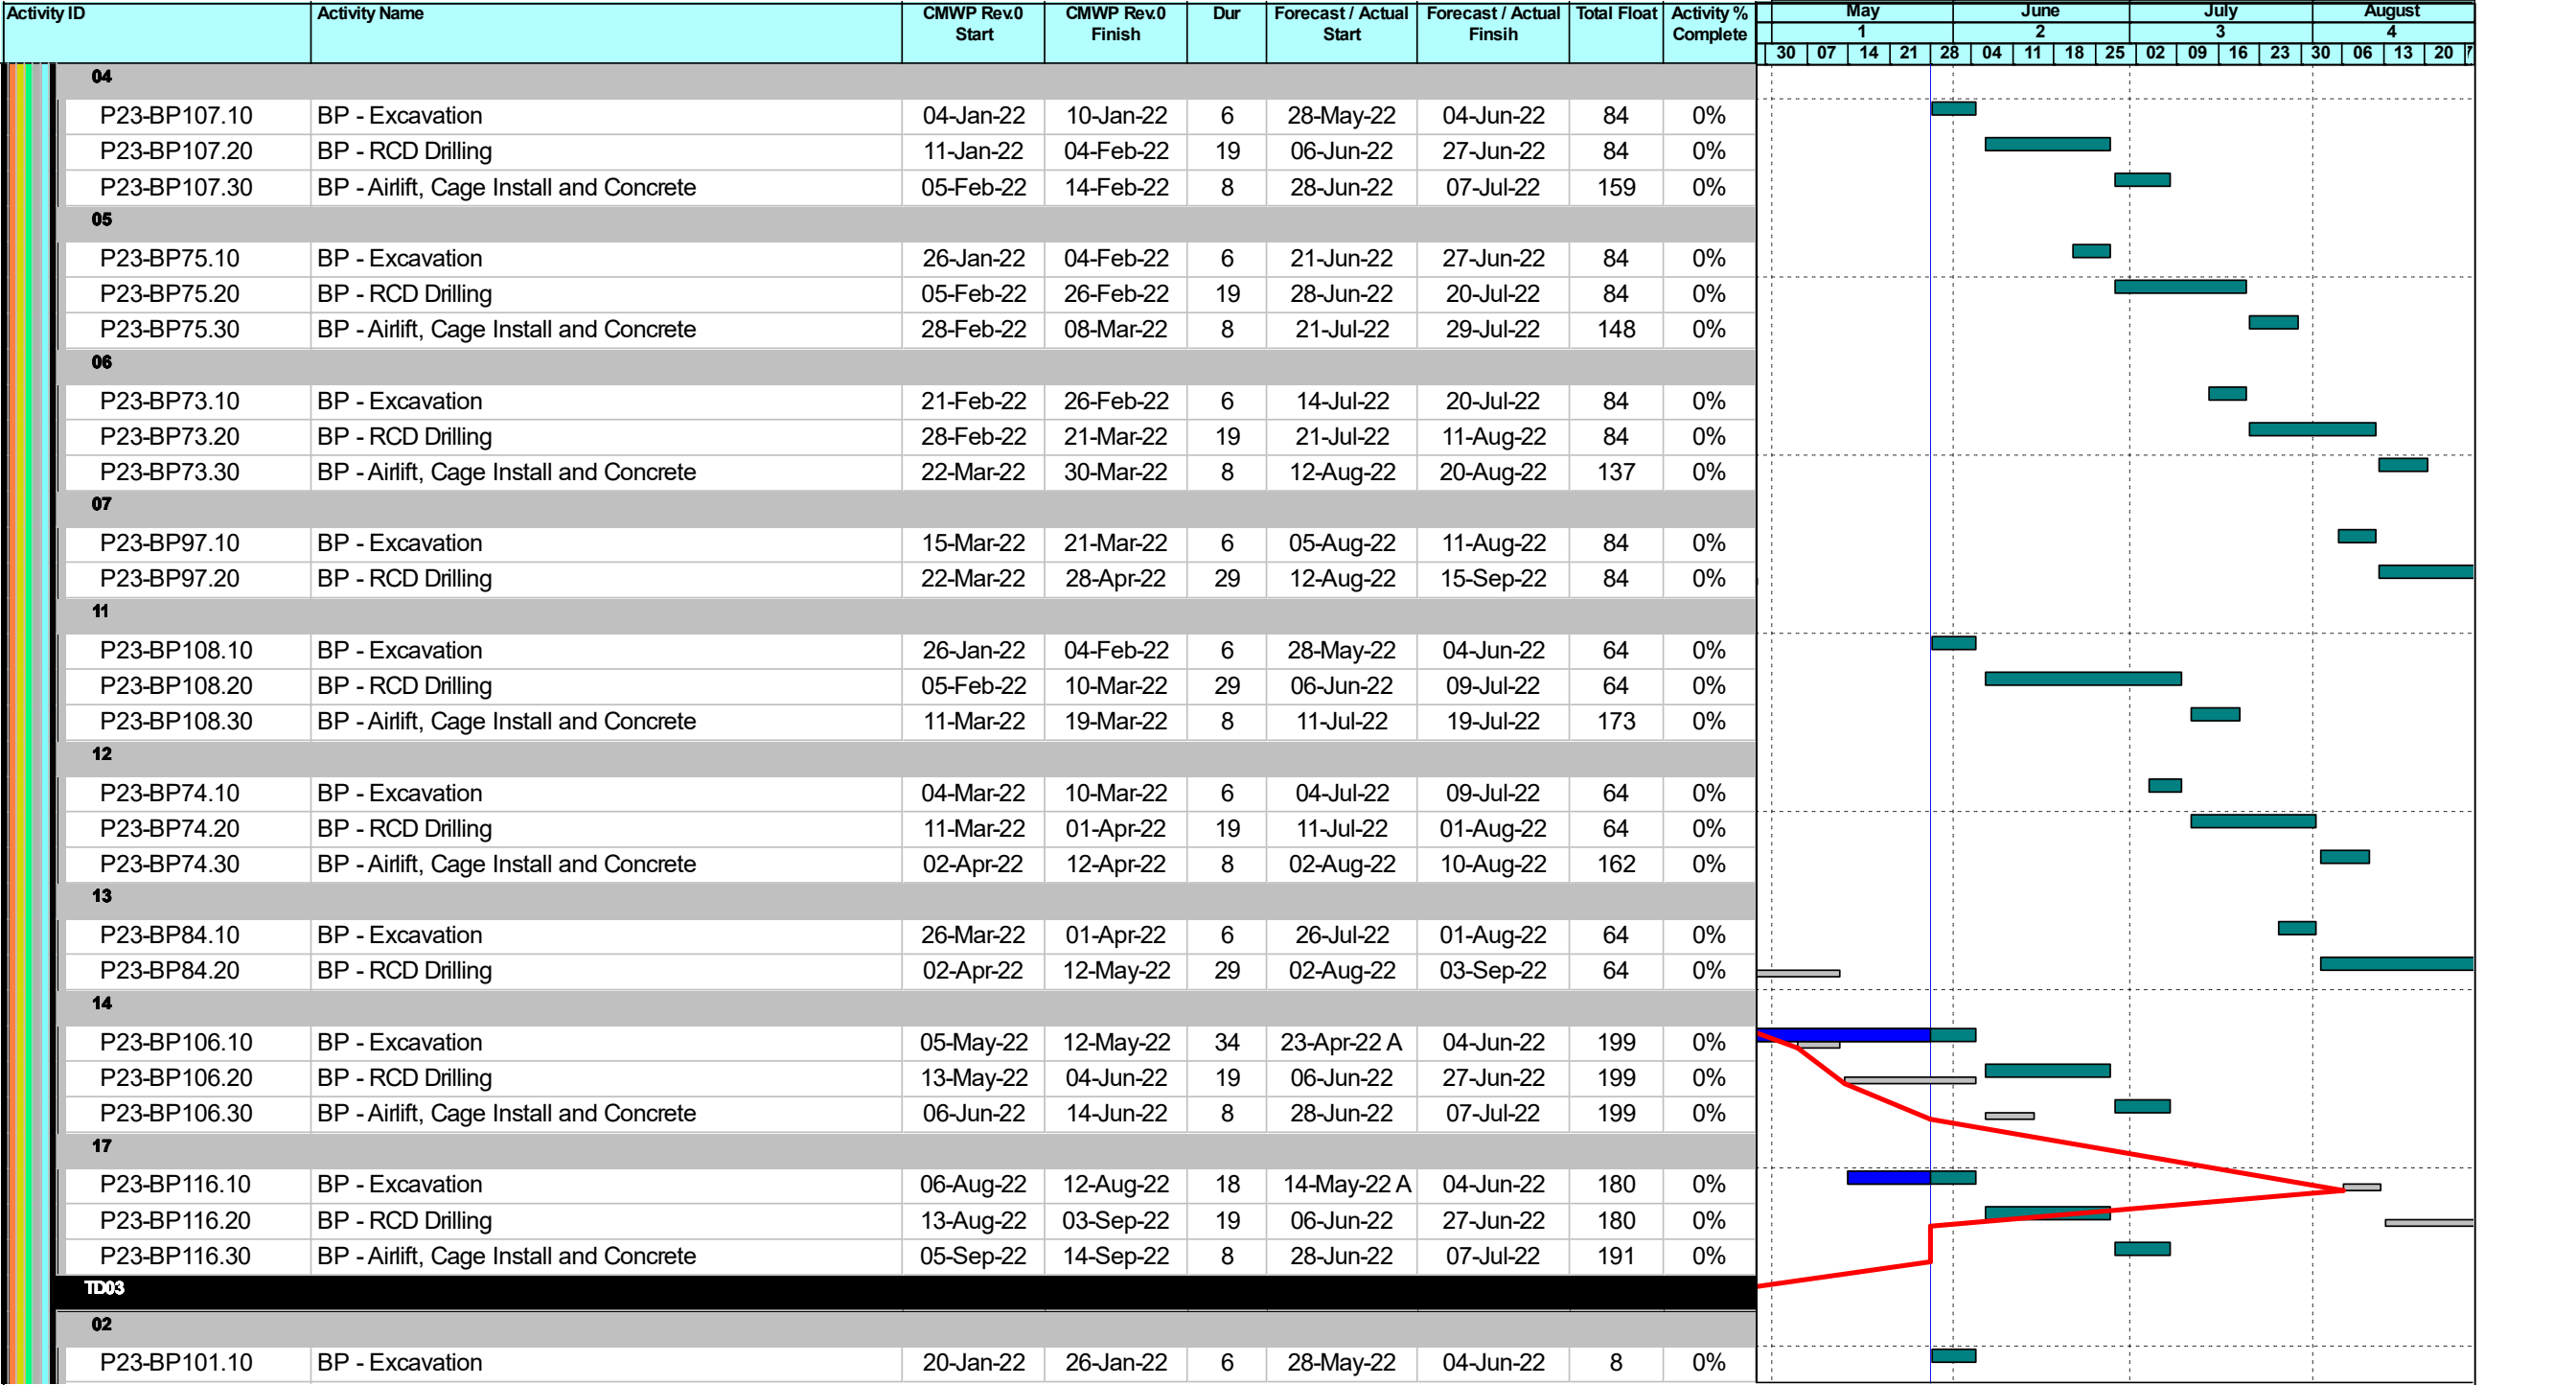 Activity ID Activity Name CMWP Rev.0 Start CMWP Rev.0 Finish Dur Forecast / Actual Start Forecast / Actual Finsih Total Float Activity % Complete May June July August
1 2 3 4
30 07 14 21 28 04 11 18 25 02 09 16 23 30 06 13 20
04
P23-BP107.10 BP - Excavation 04-Jan-22 10-Jan-22 6 28-May-22 04-Jun-22 84 0%
P23-BP107.20 BP - RCD Drilling 11-Jan-22 04-Feb-22 19 06-Jun-22 27-Jun-22 84 0%
P23-BP107.30 BP - Airlift, Cage Install and Concrete 05-Feb-22 14-Feb-22 8 28-Jun-22 07-Jul-22 159 0%
05
P23-BP75.10 BP - Excavation 26-Jan-22 04-Feb-22 6 21-Jun-22 27-Jun-22 84 0%
P23-BP75.20 BP - RCD Drilling 05-Feb-22 26-Feb-22 19 28-Jun-22 20-Jul-22 84 0%
P23-BP75.30 BP - Airlift, Cage Install and Concrete 28-Feb-22 08-Mar-22 8 21-Jul-22 29-Jul-22 148 0%
06
P23-BP73.10 BP - Excavation 21-Feb-22 26-Feb-22 6 14-Jul-22 20-Jul-22 84 0%
P23-BP73.20 BP - RCD Drilling 28-Feb-22 21-Mar-22 19 21-Jul-22 11-Aug-22 84 0%
P23-BP73.30 BP - Airlift, Cage Install and Concrete 22-Mar-22 30-Mar-22 8 12-Aug-22 20-Aug-22 137 0%
07
P23-BP97.10 BP - Excavation 15-Mar-22 21-Mar-22 6 05-Aug-22 11-Aug-22 84 0%
P23-BP97.20 BP - RCD Drilling 22-Mar-22 28-Apr-22 29 12-Aug-22 15-Sep-22 84 0%
11
P23-BP108.10 BP - Excavation 26-Jan-22 04-Feb-22 6 28-May-22 04-Jun-22 64 0%
P23-BP108.20 BP - RCD Drilling 05-Feb-22 10-Mar-22 29 06-Jun-22 09-Jul-22 64 0%
P23-BP108.30 BP - Airlift, Cage Install and Concrete 11-Mar-22 19-Mar-22 8 11-Jul-22 19-Jul-22 173 0%
12
P23-BP74.10 BP - Excavation 04-Mar-22 10-Mar-22 6 04-Jul-22 09-Jul-22 64 0%
P23-BP74.20 BP - RCD Drilling 11-Mar-22 01-Apr-22 19 11-Jul-22 01-Aug-22 64 0%
P23-BP74.30 BP - Airlift, Cage Install and Concrete 02-Apr-22 12-Apr-22 8 02-Aug-22 10-Aug-22 162 0%
13
P23-BP84.10 BP - Excavation 26-Mar-22 01-Apr-22 6 26-Jul-22 01-Aug-22 64 0%
P23-BP84.20 BP - RCD Drilling 02-Apr-22 12-May-22 29 02-Aug-22 03-Sep-22 64 0%
14
P23-BP106.10 BP - Excavation 05-May-22 12-May-22 34 23-Apr-22 A 04-Jun-22 199 0%
P23-BP106.20 BP - RCD Drilling 13-May-22 04-Jun-22 19 06-Jun-22 27-Jun-22 199 0%
P23-BP106.30 BP - Airlift, Cage Install and Concrete 06-Jun-22 14-Jun-22 8 28-Jun-22 07-Jul-22 199 0%
17
P23-BP116.10 BP - Excavation 06-Aug-22 12-Aug-22 18 14-May-22 A 04-Jun-22 180 0%
P23-BP116.20 BP - RCD Drilling 13-Aug-22 03-Sep-22 19 06-Jun-22 27-Jun-22 180 0%
P23-BP116.30 BP - Airlift, Cage Install and Concrete 05-Sep-22 14-Sep-22 8 28-Jun-22 07-Jul-22 191 0%
TD03
02
P23-BP101.10 BP - Excavation 20-Jan-22 26-Jan-22 6 28-May-22 04-Jun-22 8 0%